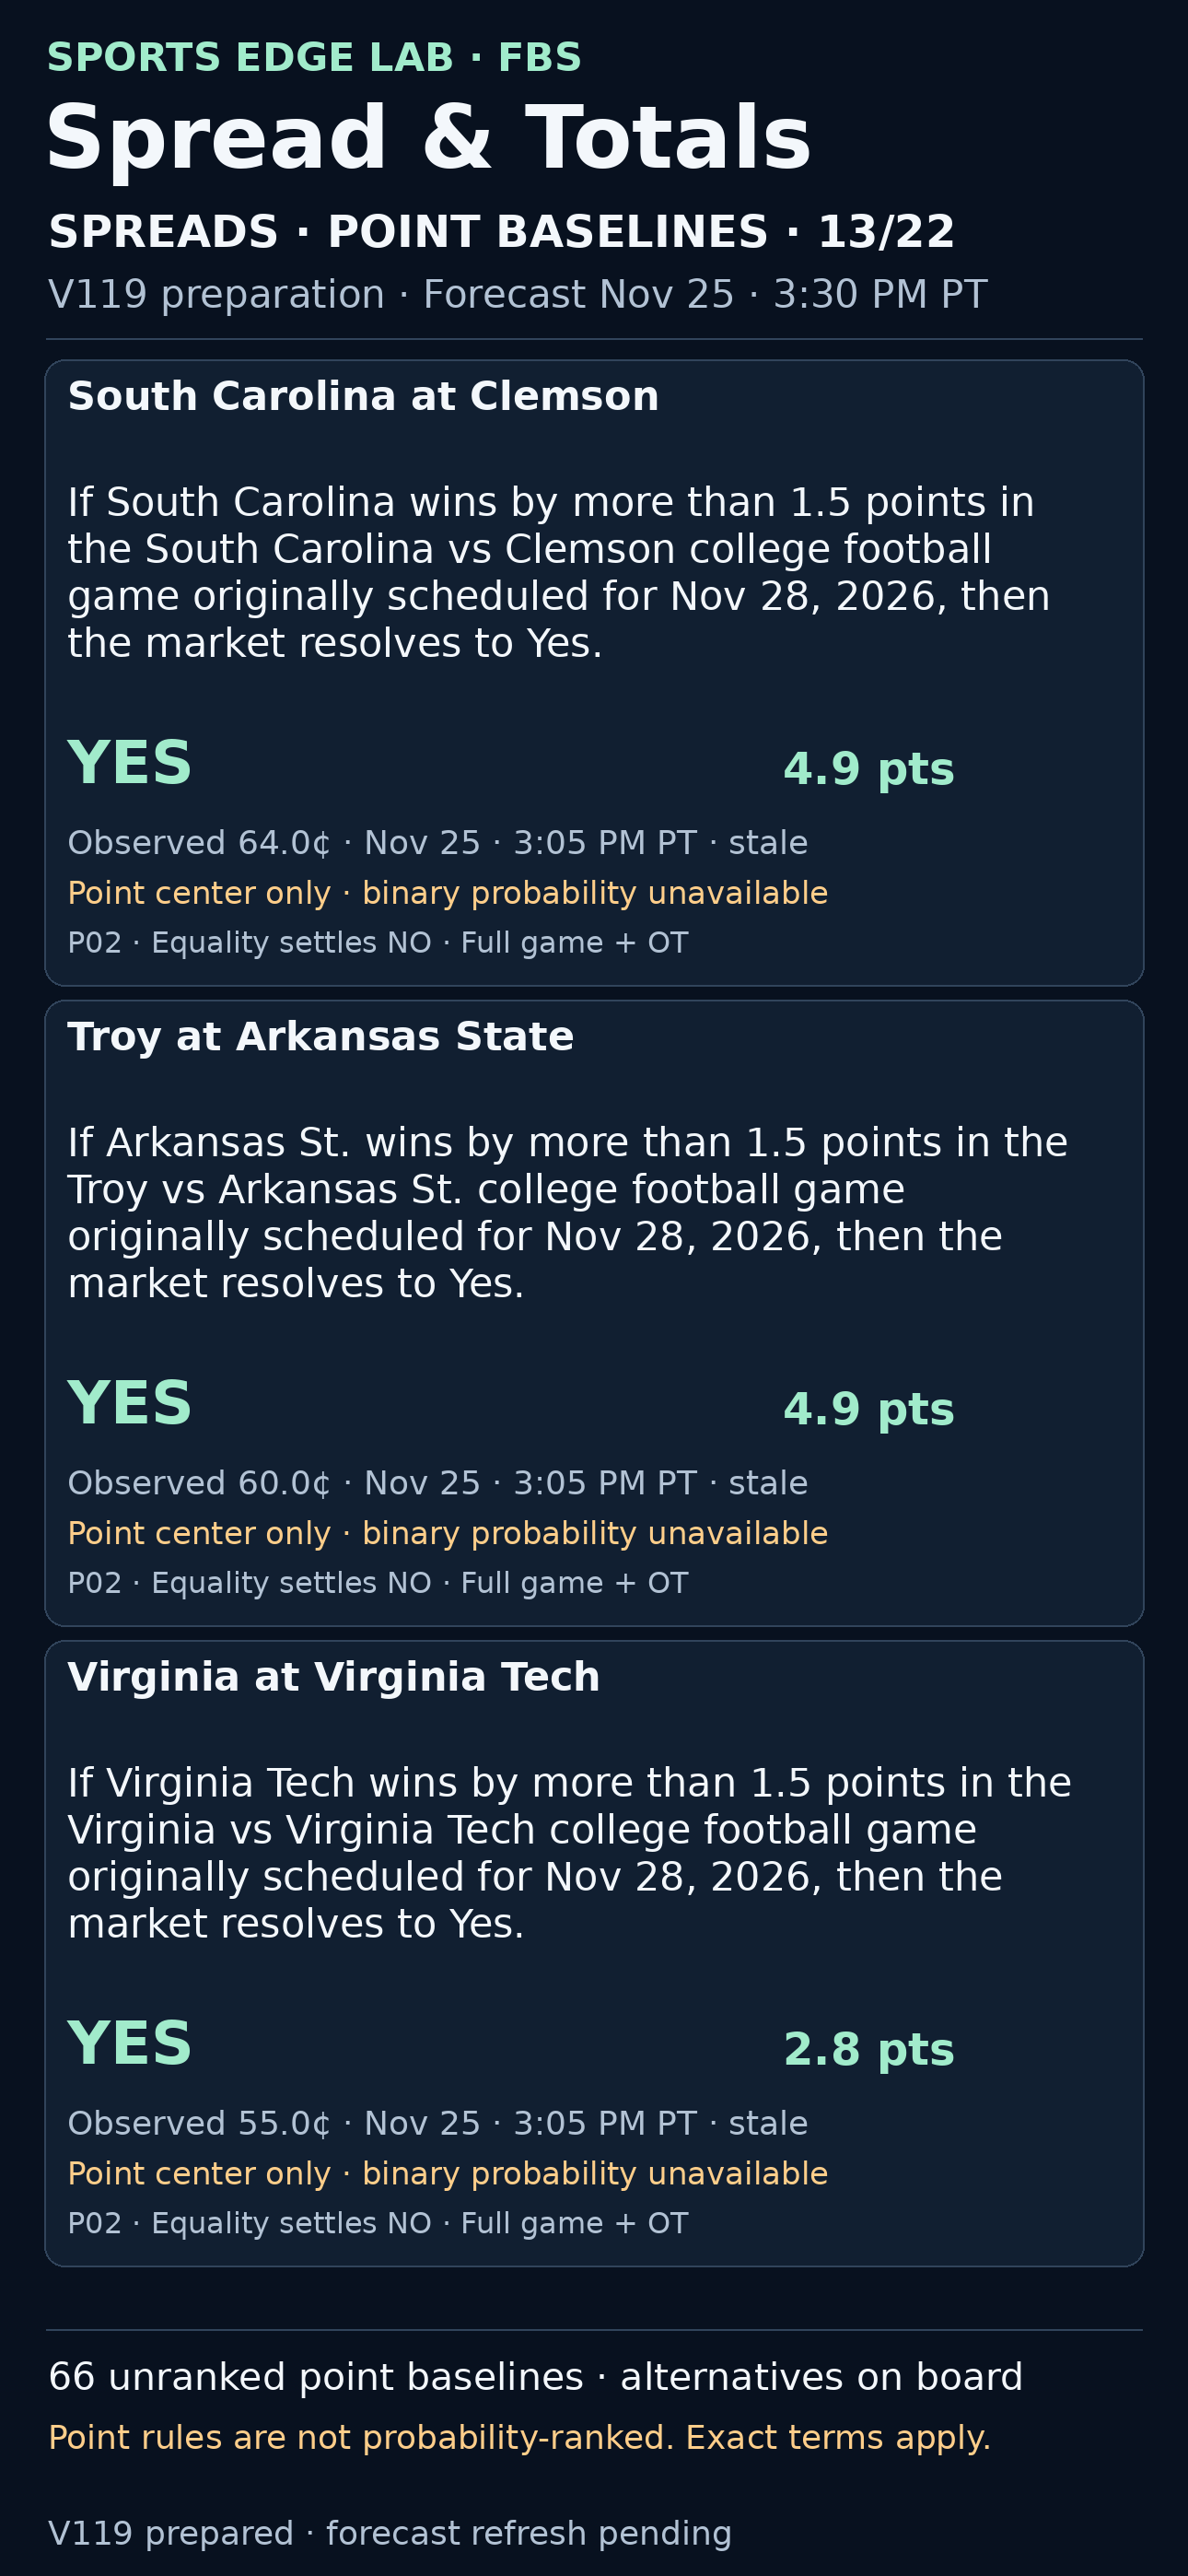 SPORTS EDGE LAB · FBS
Spread & Totals
SPREADS · POINT BASELINES · 13/22
V119 preparation · Forecast Nov 25 · 3:30 PM PT
South Carolina at Clemson
If South Carolina wins by more than 1.5 points in
the South Carolina vs Clemson college football
game originally scheduled for Nov 28, 2026, then
the market resolves to Yes.
YES
4.9 pts
Observed 64.0¢ · Nov 25 · 3:05 PM PT · stale
Point center only · binary probability unavailable
P02 · Equality settles NO · Full game + OT
Troy at Arkansas State
If Arkansas St. wins by more than 1.5 points in the
Troy vs Arkansas St. college football game
originally scheduled for Nov 28, 2026, then the
market resolves to Yes.
YES
4.9 pts
Observed 60.0¢ · Nov 25 · 3:05 PM PT · stale
Point center only · binary probability unavailable
P02 · Equality settles NO · Full game + OT
Virginia at Virginia Tech
If Virginia Tech wins by more than 1.5 points in the
Virginia vs Virginia Tech college football game
originally scheduled for Nov 28, 2026, then the
market resolves to Yes.
YES
2.8 pts
Observed 55.0¢ · Nov 25 · 3:05 PM PT · stale
Point center only · binary probability unavailable
P02 · Equality settles NO · Full game + OT
66 unranked point baselines · alternatives on board
Point rules are not probability-ranked. Exact terms apply.
V119 prepared · forecast refresh pending